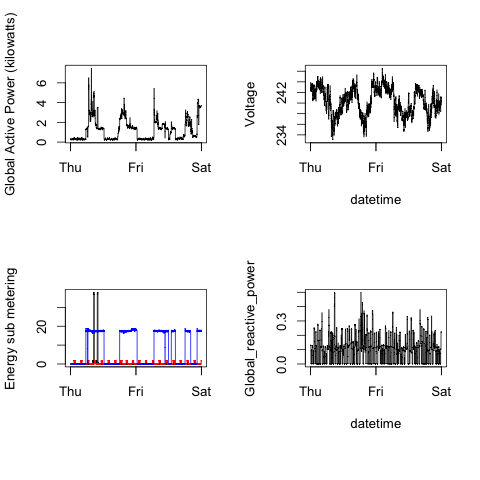 Global Active Power (kilowatts)
0 2 4 6
Thu Fri Sat
Voltage
234 242
Thu Fri Sat
datetime
Energy sub metering
0 20
Thu Fri Sat
Global_reactive_power
0.0 0.3
Thu Fri Sat
datetime